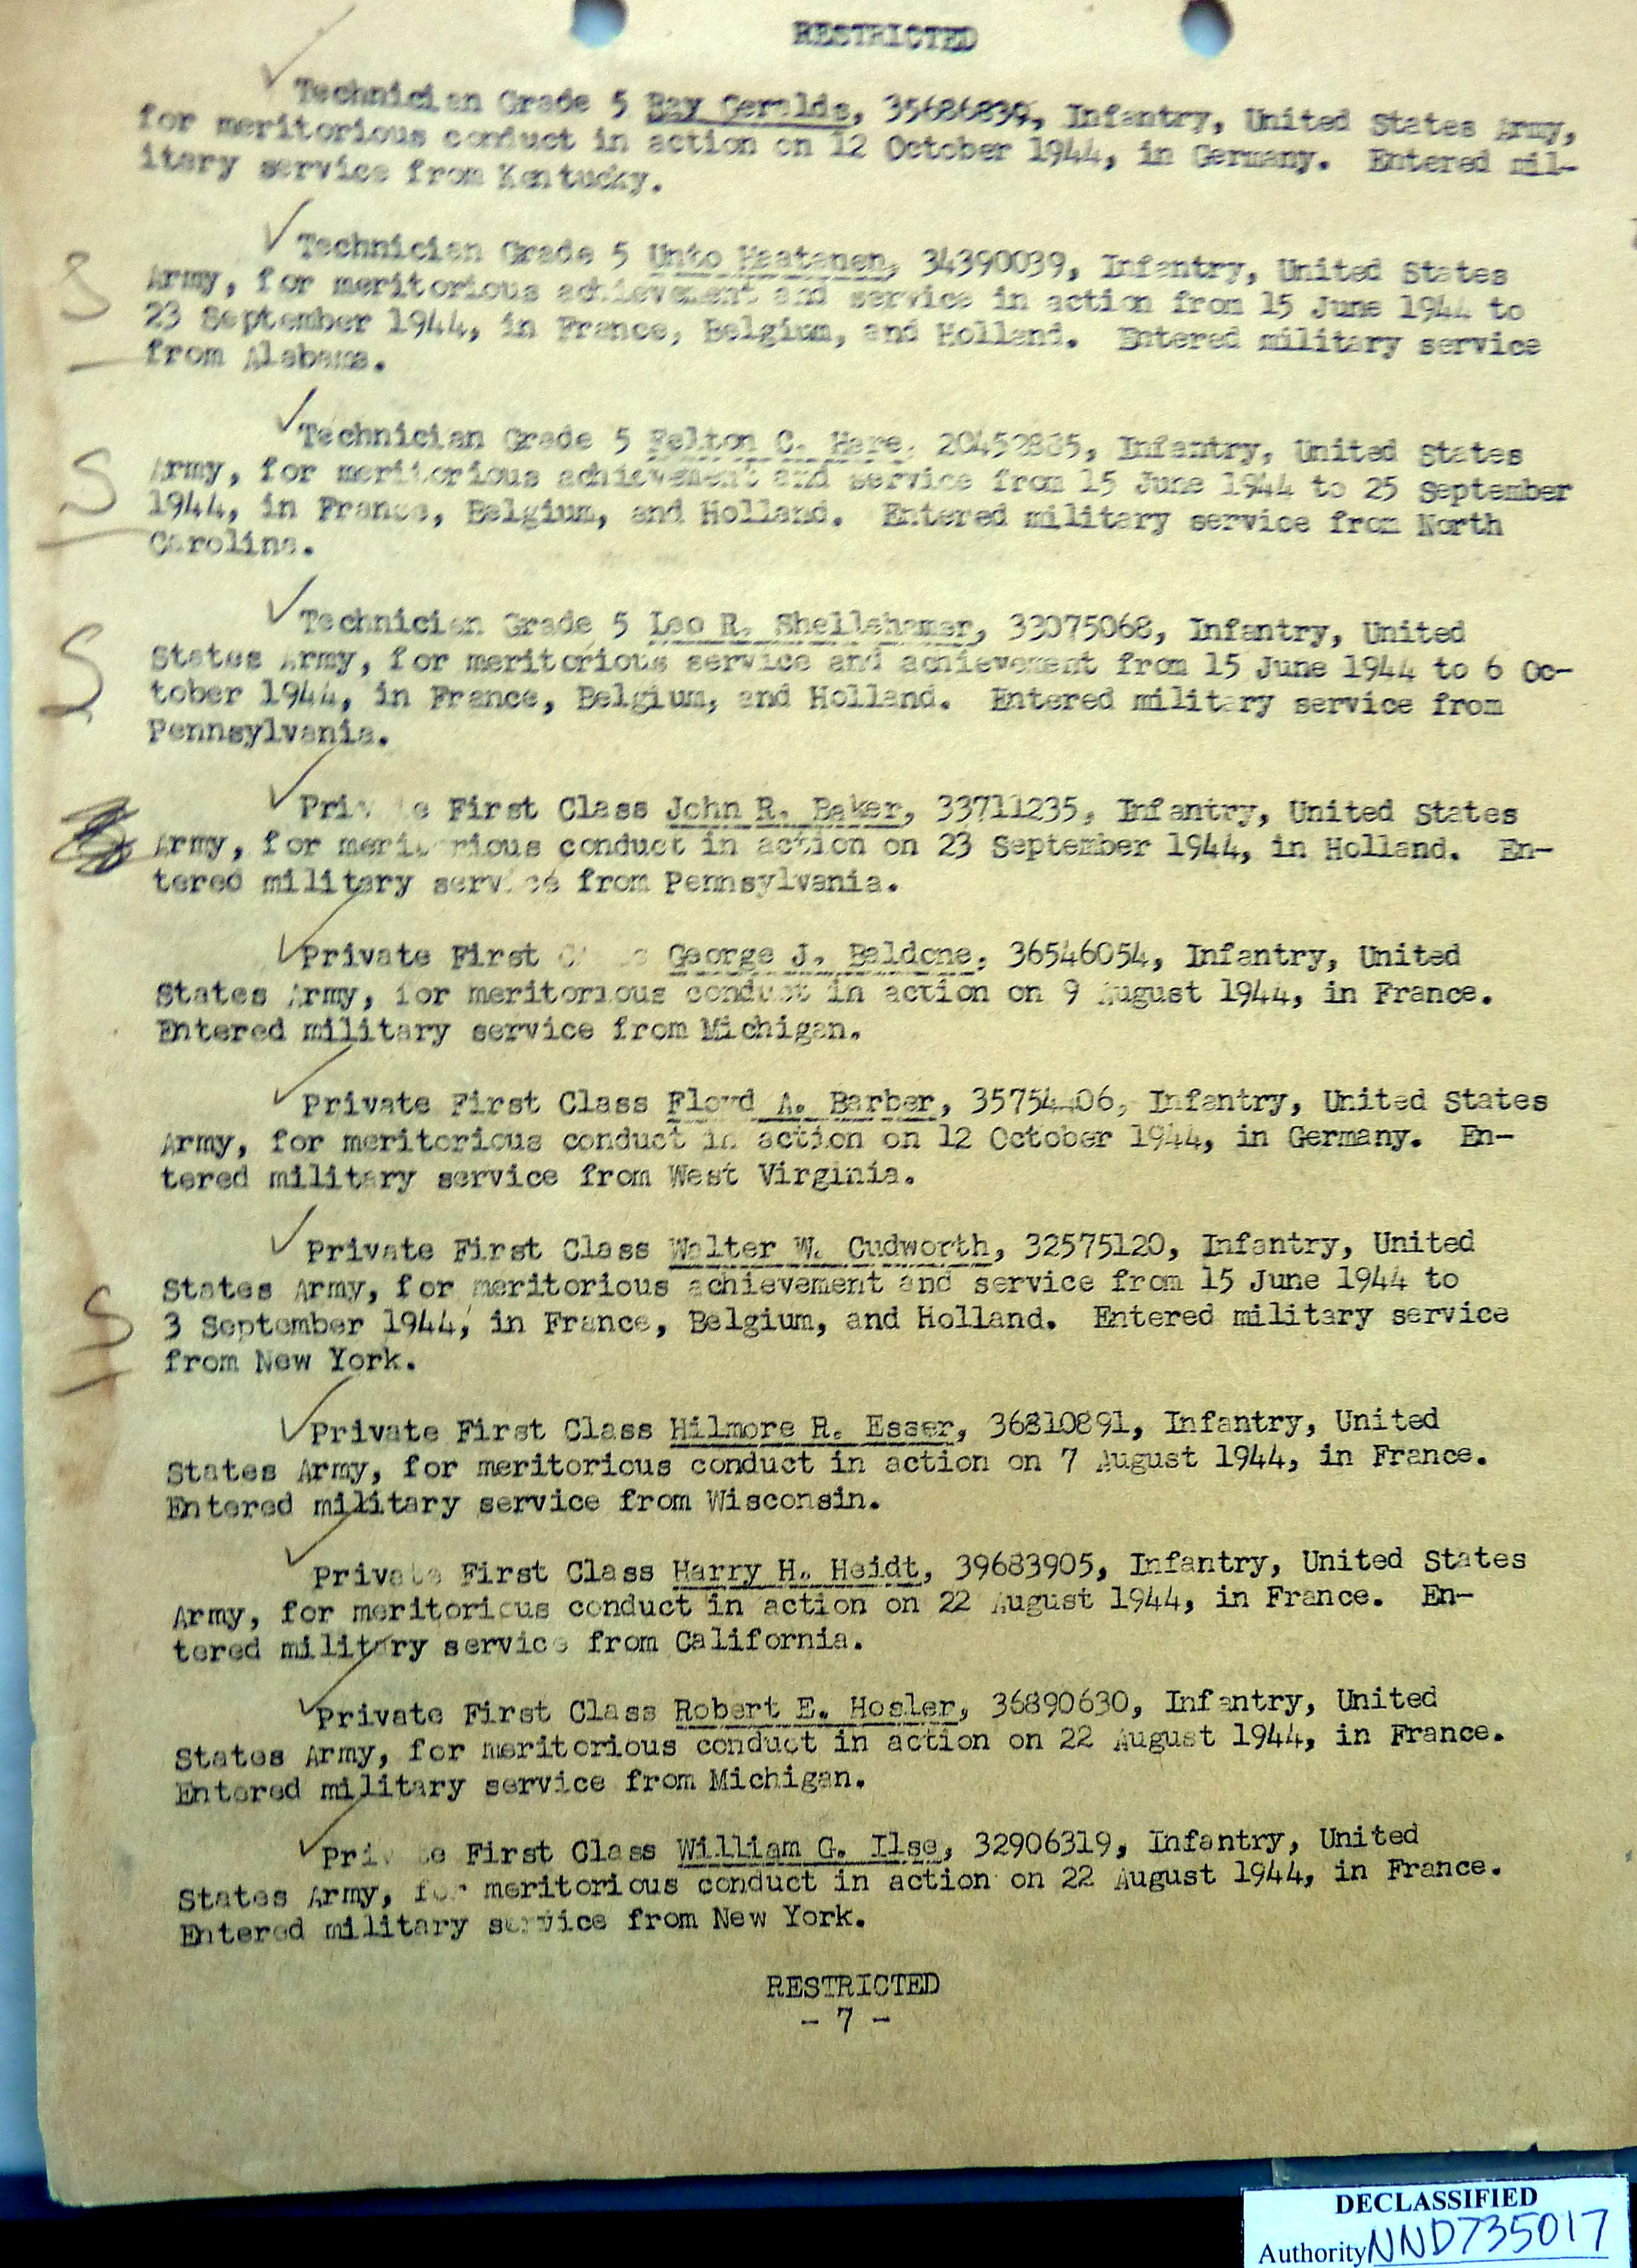 RESTRICTED
Technician Grade 5 Ray Geralds, 35686839, Infantry, United States Army,
for meritorious conduct in action on 12 October 1944, in Germany. Entered mil-
itary service from Kentucky.
Technician Grade 5 Unto Haatanen, 34390039, Infantry, United States
Army, for meritorious achievement and service in action from 15 June 1944 to
23 September 1944, in France, Belgium, and Holland. Entered military service
from Alabama.
S
Technician Grade 5 Felton C. Hare, 20452835, Infantry, United States
Army, for meritorious achievement and service from 15 June 1944 to 25 September
1944, in France, Belgium, and Holland. Entered military service from North
Carolina.
S
Technician Grade 5 Leo R. Shellehamer, 33075068, Infantry, United
States Army, for meritorious service and achievement from 15 June 1944 to 6 Oc-
tober 1944, in France, Belgium, and Holland. Entered military service from
Pennsylvania.
S
Private First Class John R. Baker, 33711235, Infantry, United States
Army, for meritorious conduct in action on 23 September 1944, in Holland. En-
tered military service from Pennsylvania.
Private First George J. Baldone, 36546054, Infantry, United
States Army, for meritorious conduct in action on 9 August 1944, in France.
Entered military service from Michigan.
Private First Class Floyd A. Barber, Infantry, United States
Army, for meritorious conduct in action on 12 October 1944, in Germany. En-
tered military service from West Virginia.
Private First Class Walter W. Cudworth, 32575120, Infantry, United
States Army, for meritorious achievement and service from 15 June 1944 to
3 September 1944, in France, Belgium, and Holland. Entered military service
from New York.
S
Private First Class Hilmore R. Esser, 36810891, Infantry, United
States Army, for meritorious conduct in action on 7 August 1944, in France.
Entered military service from Wisconsin.
Private First Class Harry H. Heidt, 39683905, Infantry, United States
Army, for meritorious conduct in action on 22 August 1944, in France. En-
tered military service from California.
Private First Class Robert E. Hosler, 36890630, Infantry, United
States Army, for meritorious conduct in action on 22 August 1944, in France.
Entered military service from Michigan.
Private First Class William G. Ilse, 32906319, Infantry, United
States Army, for meritorious conduct in action on 22 August 1944, in France.
Entered military service from New York.
RESTRICTED
- 7 -
DECLASSIFIED
Authority NND735017